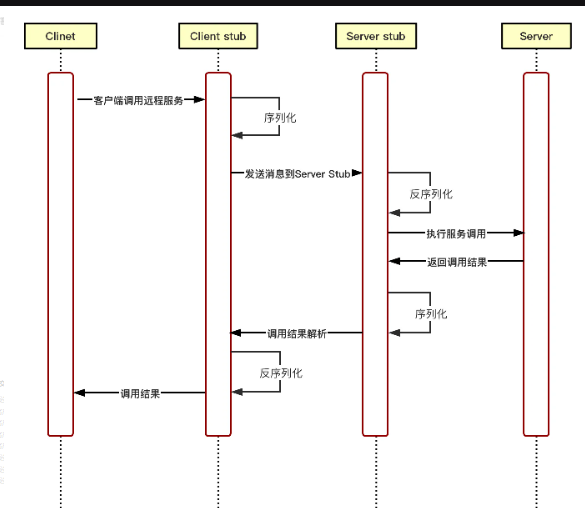 Clinet
Client stub
Server stub
Server
客户端调用远程服务
序列化
发送消息到Server Stub
反序列化
执行服务调用
返回调用结果
序列化
调用结果解析
反序列化
调用结果